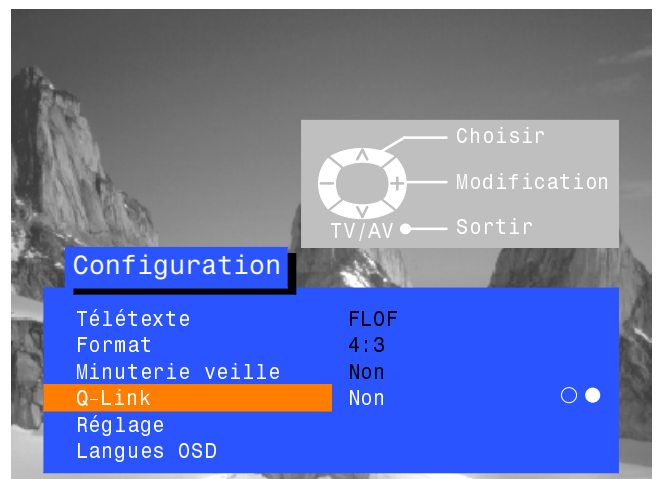 Choisir
Modification
TV/AV Sortir
Configuration
Télétexte FLOF
Format 4:3
Minuterie veille Non
Q-Link Non
Réglage
Langues OSD